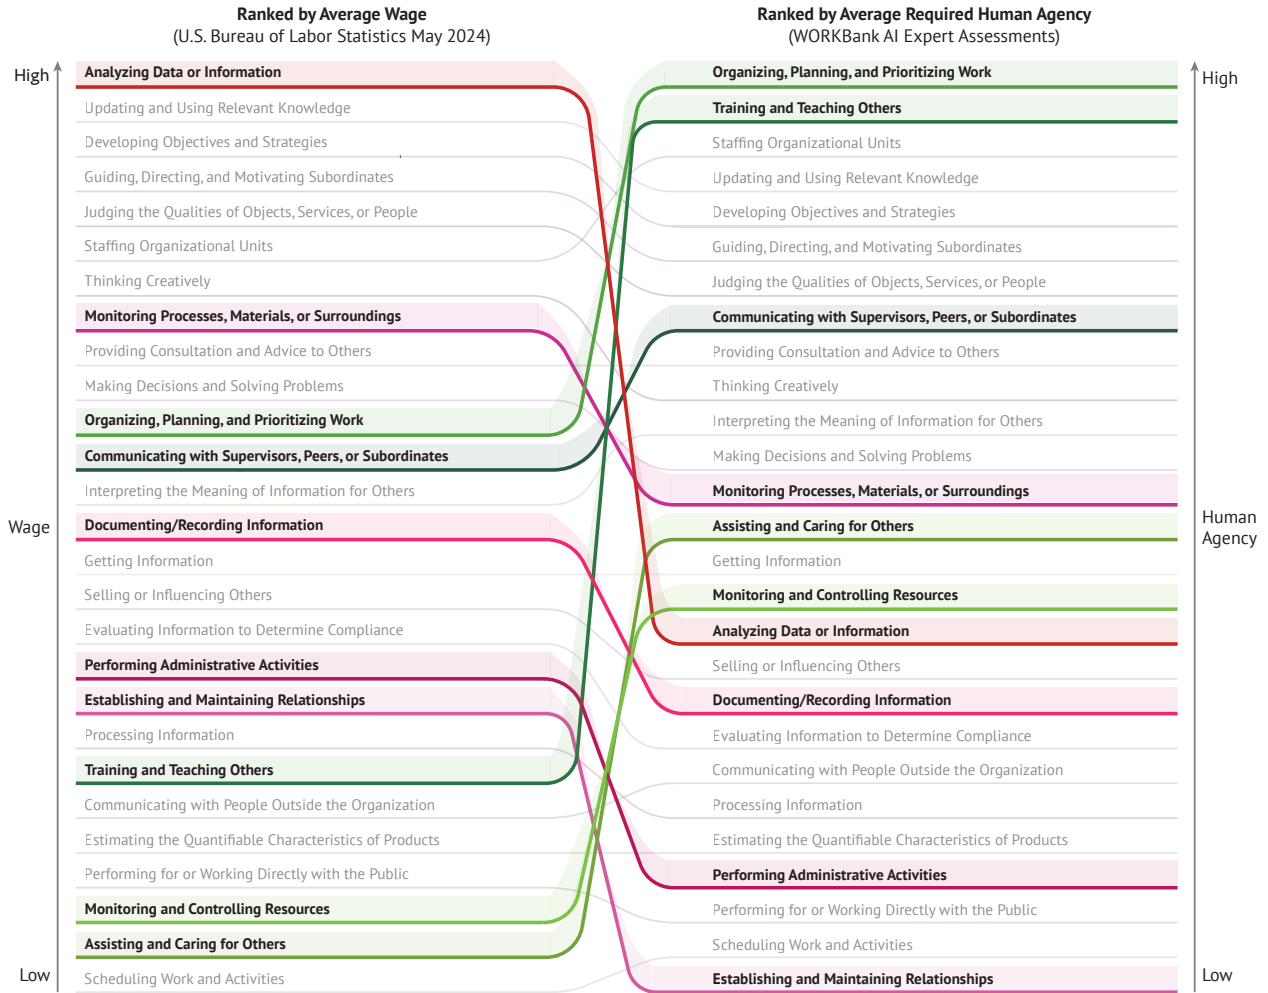 Ranked by Average Wage
(U.S. Bureau of Labor Statistics May 2024)
High
Analyzing Data or Information
Updating and Using Relevant Knowledge
Developing Objectives and Strategies
Guiding, Directing, and Motivating Subordinates
Judging the Qualities of Objects, Services, or People
Staffing Organizational Units
Thinking Creatively
Monitoring Processes, Materials, or Surroundings
Providing Consultation and Advice to Others
Making Decisions and Solving Problems
Organizing, Planning, and Prioritizing Work
Communicating with Supervisors, Peers, or Subordinates
Interpreting the Meaning of Information for Others
Wage
Documenting/Recording Information
Getting Information
Selling or Influencing Others
Evaluating Information to Determine Compliance
Performing Administrative Activities
Establishing and Maintaining Relationships
Processing Information
Training and Teaching Others
Communicating with People Outside the Organization
Estimating the Quantifiable Characteristics of Products
Performing for or Working Directly with the Public
Monitoring and Controlling Resources
Assisting and Caring for Others
Low
Scheduling Work and Activities
Ranked by Average Required Human Agency
(WORKBank AI Expert Assessments)
Organizing, Planning, and Prioritizing Work
High
Training and Teaching Others
Staffing Organizational Units
Updating and Using Relevant Knowledge
Developing Objectives and Strategies
Guiding, Directing, and Motivating Subordinates
Judging the Qualities of Objects, Services, or People
Communicating with Supervisors, Peers, or Subordinates
Providing Consultation and Advice to Others
Thinking Creatively
Interpreting the Meaning of Information for Others
Making Decisions and Solving Problems
Monitoring Processes, Materials, or Surroundings
Human
Agency
Assisting and Caring for Others
Getting Information
Monitoring and Controlling Resources
Analyzing Data or Information
Selling or Influencing Others
Documenting/Recording Information
Evaluating Information to Determine Compliance
Communicating with People Outside the Organization
Processing Information
Estimating the Quantifiable Characteristics of Products
Performing Administrative Activities
Performing for or Working Directly with the Public
Scheduling Work and Activities
Establishing and Maintaining Relationships
Low